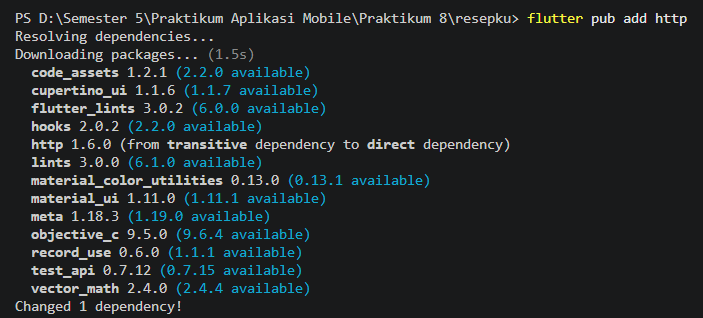 PS D:\Semester 5\Praktikum Aplikasi Mobile\Praktikum 8\resepku> flutter pub add http
Resolving dependencies...
Downloading packages... (1.5s)
code_assets 1.2.1 (2.2.0 available)
cupertino_ui 1.1.6 (1.1.7 available)
flutter_lints 3.0.2 (6.0.0 available)
hooks 2.0.2 (2.2.0 available)
http 1.6.0 (from transitive dependency to direct dependency)
lints 3.0.0 (6.1.0 available)
material_color_utilities 0.13.0 (0.13.1 available)
material_ui 1.11.0 (1.11.1 available)
meta 1.18.3 (1.19.0 available)
objective_c 9.5.0 (9.6.4 available)
record_use 0.6.0 (1.1.1 available)
test_api 0.7.12 (0.7.15 available)
vector_math 2.4.0 (2.4.4 available)
Changed 1 dependency!